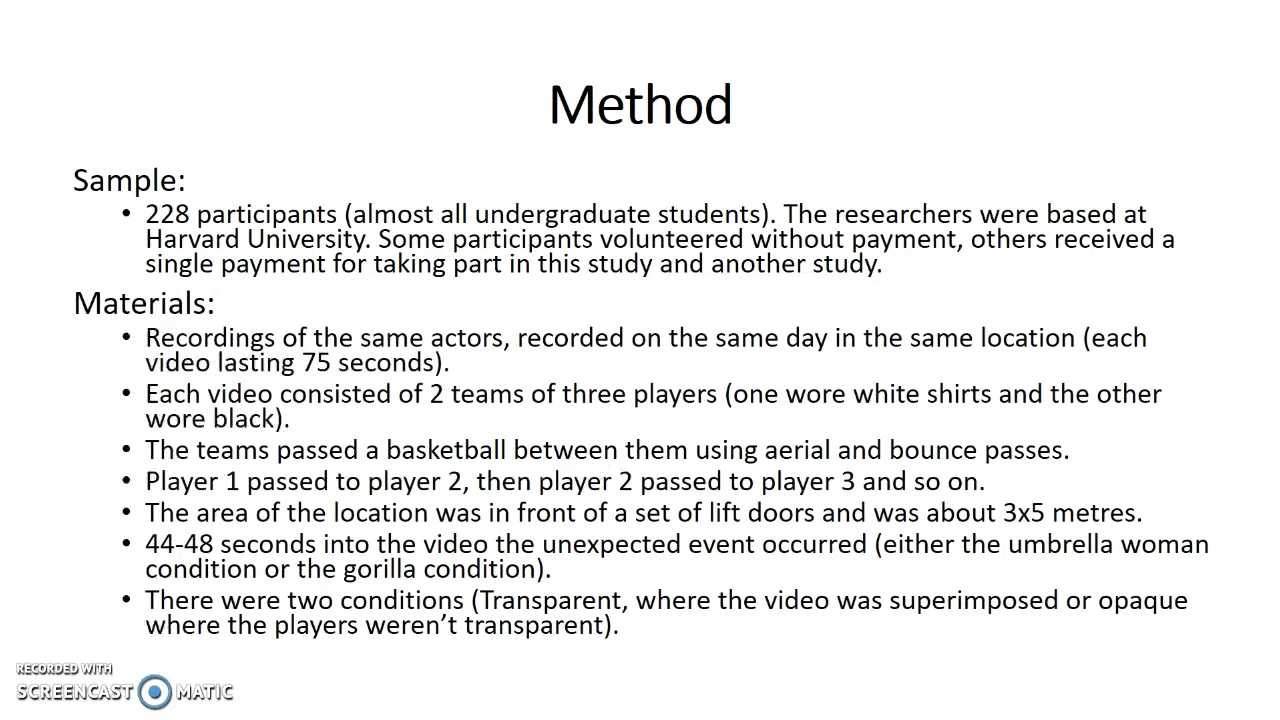 Method
Sample:
• 228 participants (almost all undergraduate students). The researchers were based at
Harvard University. Some participants volunteered without payment, others received a
single payment for taking part in this study and another study.
Materials:
• Recordings of the same actors, recorded on the same day in the same location (each
video lasting 75 seconds).
• Each video consisted of 2 teams of three players (one wore white shirts and the other
wore black).
• The teams passed a basketball between them using aerial and bounce passes.
• Player 1 passed to player 2, then player 2 passed to player 3 and so on.
• The area of the location was in front of a set of lift doors and was about 3x5 metres.
• 44-48 seconds into the video the unexpected event occurred (either the umbrella woman
condition or the gorilla condition).
• There were two conditions (Transparent, where the video was superimposed or opaque
where the players weren’t transparent).
RECORDED WITH
SCREENCAST MATIC